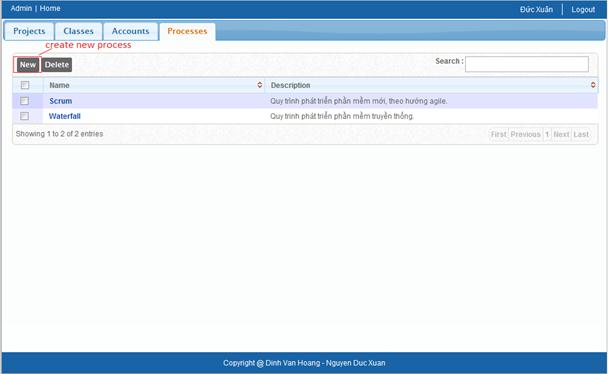 Admin | Home Đức Xuân Logout
Projects Classes Accounts Processes
create new process
New Delete Search :
Name Description
Scrum Quy trình phát triển phần mềm mới, theo hướng agile.
Waterfall Quy trình phát triển phần mềm truyền thống.
Showing 1 to 2 of 2 entries First Previous 1 Next Last
Copyright @ Dinh Van Hoang - Nguyen Duc Xuan